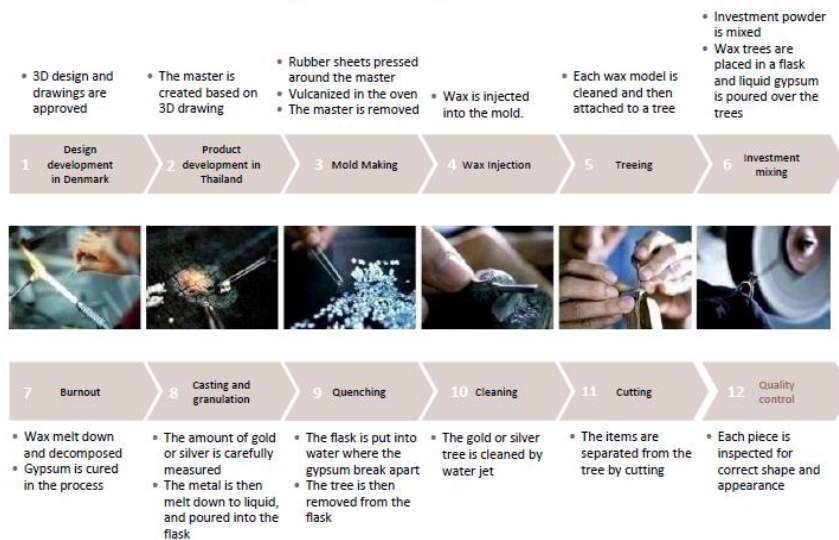 • 3D design and
drawings are
approved
• The master is
created based on
3D drawing
• Rubber sheets pressed
around the master
• Vulcanized in the oven
• The master is removed
• Wax is injected
into the mold.
• Each wax model is
cleaned and then
attached to a tree
• Investment powder
is mixed
• Wax trees are
placed in a flask
and liquid gypsum
is poured over the
trees
1 Design
development
in Denmark
2 Product
development in
Thailand
3 Mold Making
4 Wax Injection
5 Treeing
6 Investment
mixing
7 Burnout
8 Casting and
granulation
9 Quenching
10 Cleaning
11 Cutting
12 Quality
control
• Wax melt down
and decomposed
• Gypsum is cured
in the process
• The amount of gold
or silver is carefully
measured
• The metal is then
melt down to liquid,
and poured into the
flask
• The flask is put into
water where the
gypsum break apart
• The tree is then
removed from the
flask
• The gold or silver
tree is cleaned by
water jet
• The items are
separated from the
tree by cutting
• Each piece is
inspected for
correct shape and
appearance